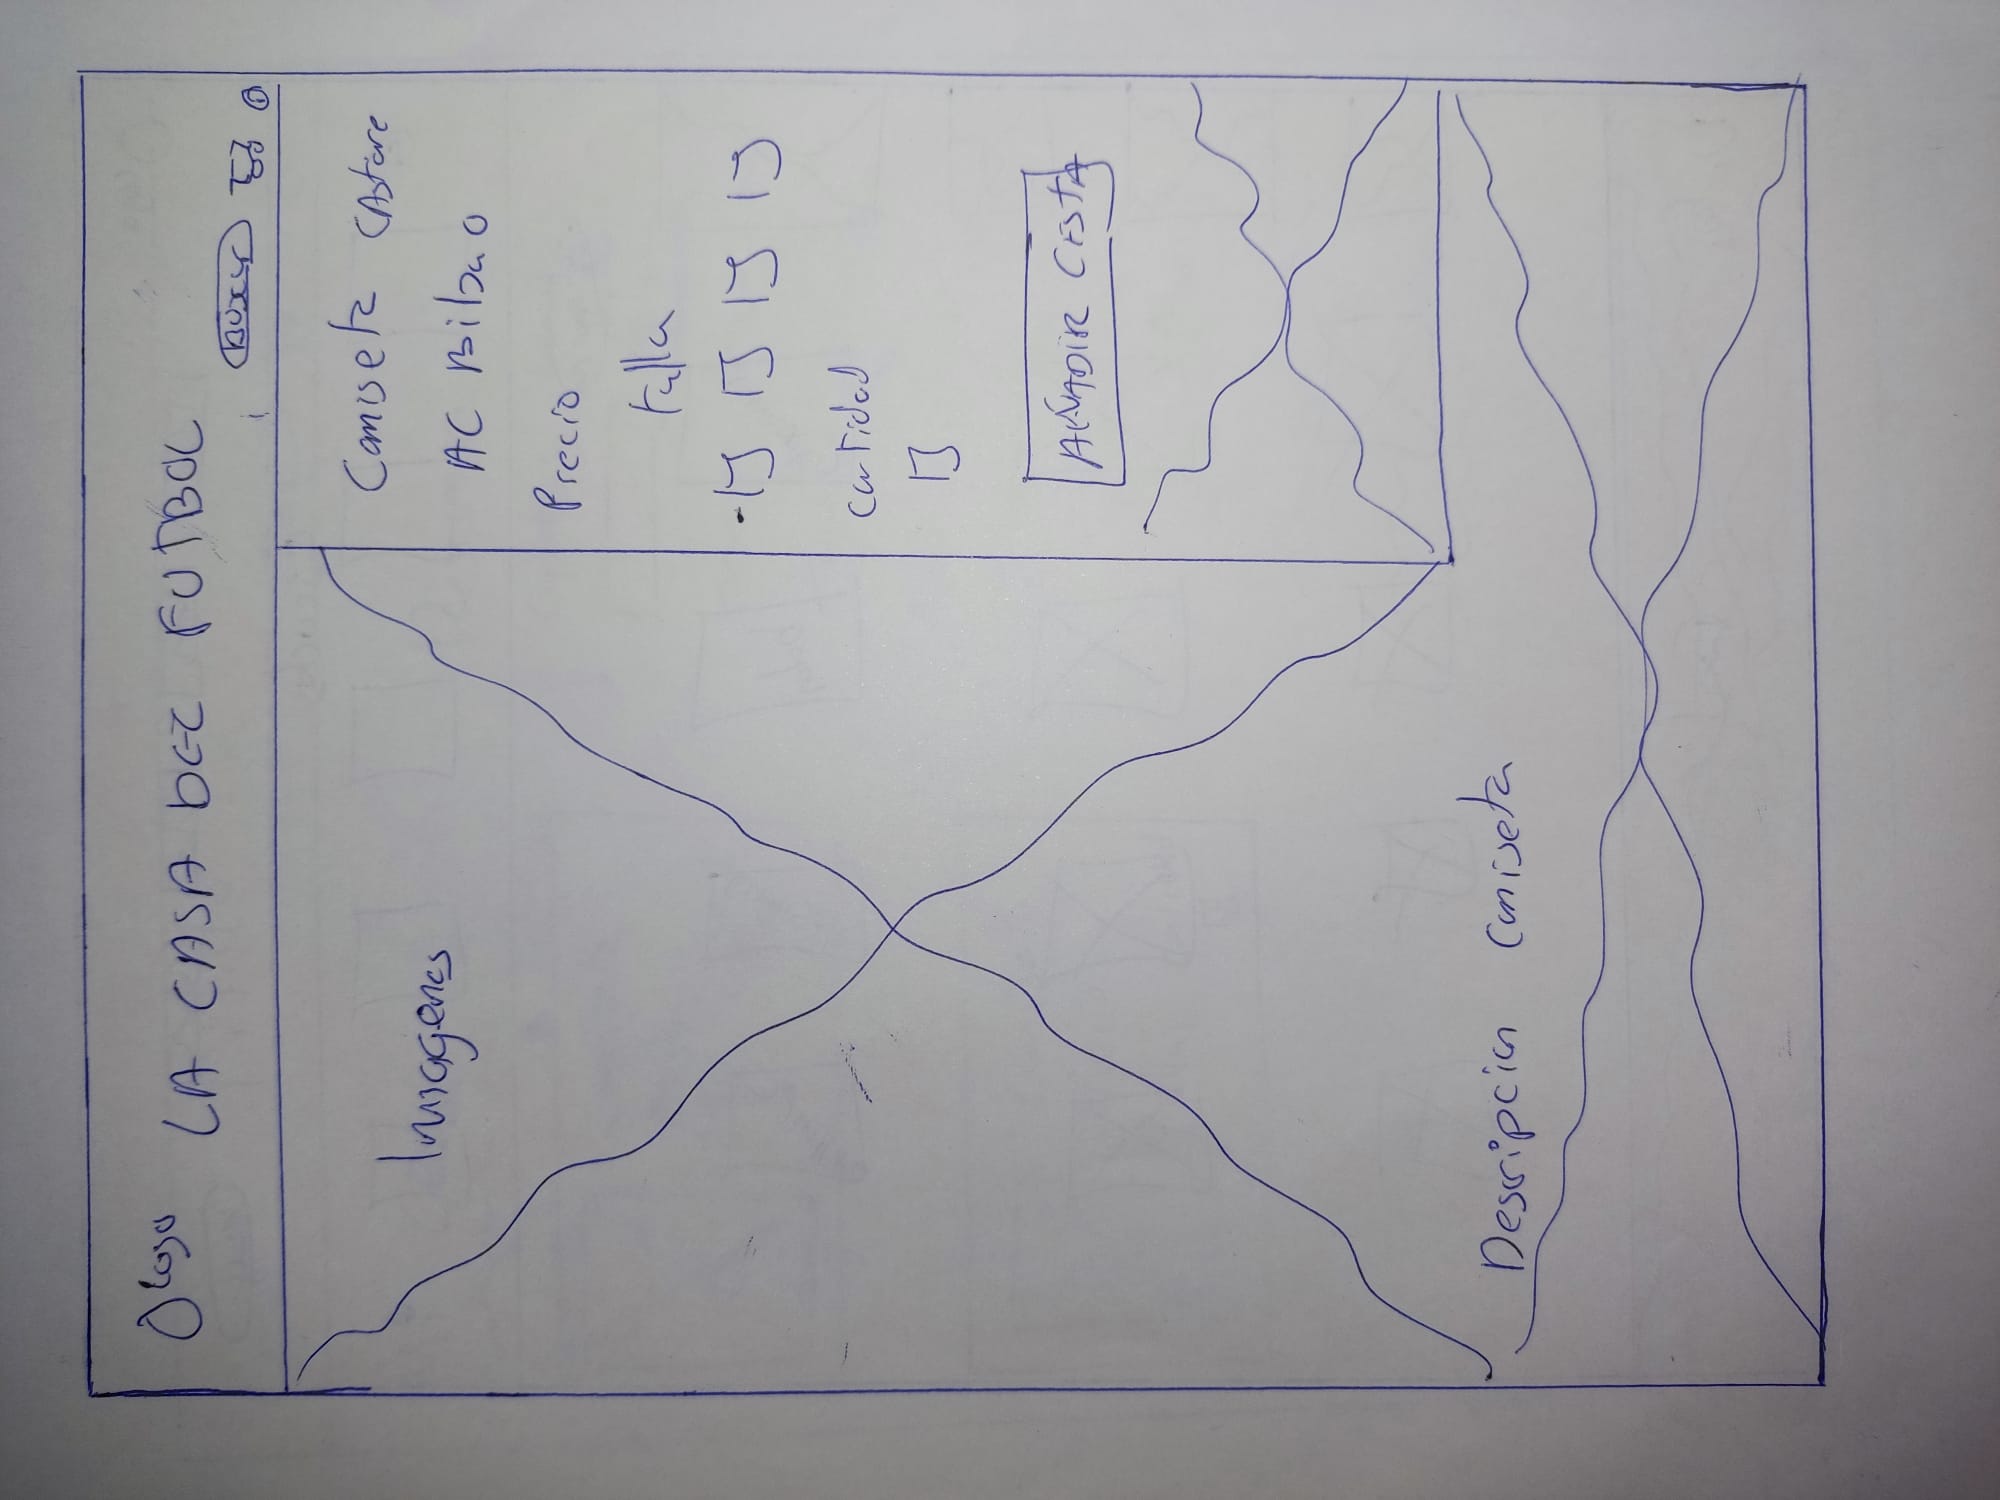 logo LA CASA DEL FUTBOL
Buscar
Camiseta Castore
AC Bilbao
Precio
talla
cantidad
AÑADIR CESTA
Imagenes
Descripcion camiseta